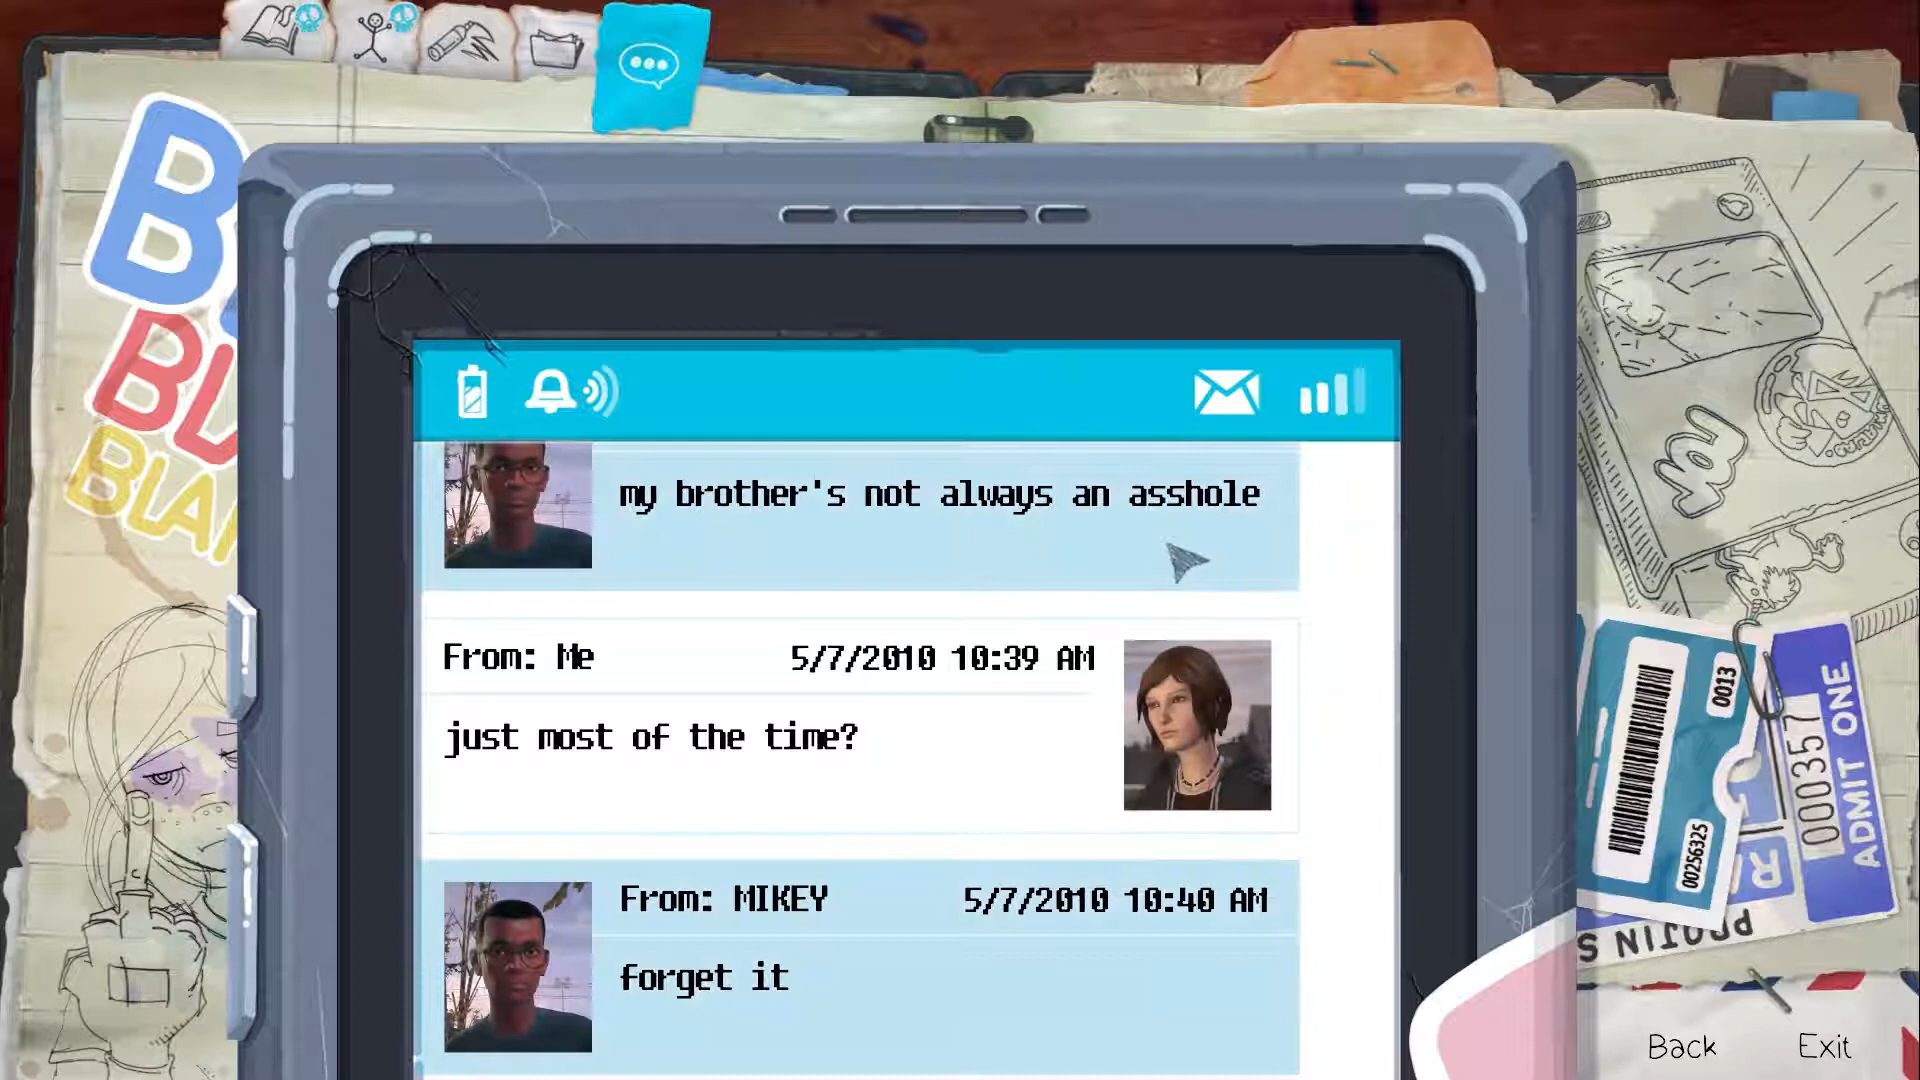 my brother's not always an asshole
From: Me 5/7/2010 10:39 AM
just most of the time?
From: MIKEY 5/7/2010 10:40 AM
forget it
0013
00256325
000357
ADMIT ONE
Back Exit